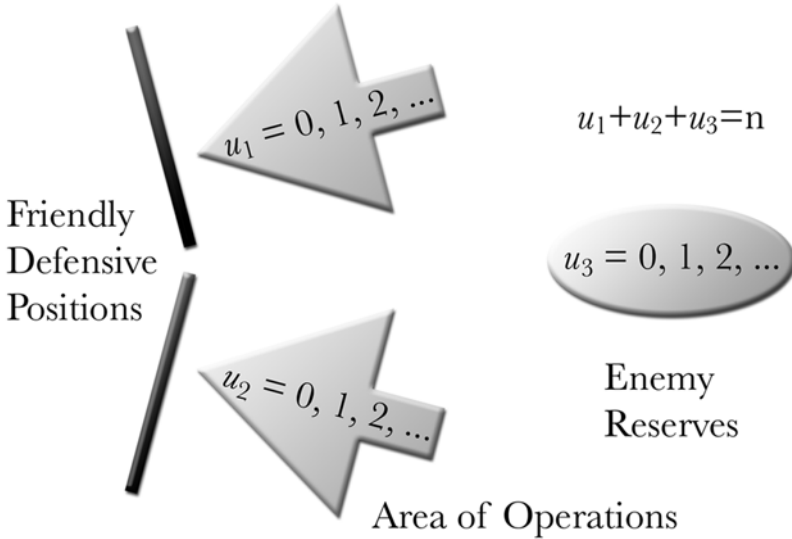 u₁ = 0, 1, 2, ...
u₁+u₂+u₃=n
Friendly
Defensive
Positions
u₃ = 0, 1, 2, ...
u₂ = 0, 1, 2, ...
Enemy
Reserves
Area of Operations